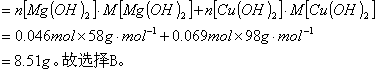 =n[Mg(OH)₂]·M[Mg(OH)₂]+n[Cu(OH)₂]·M[Cu(OH)₂]
=0.046mol×58g·mol⁻¹+0.069mol×98g·mol⁻¹
=8.51g。故选择B。